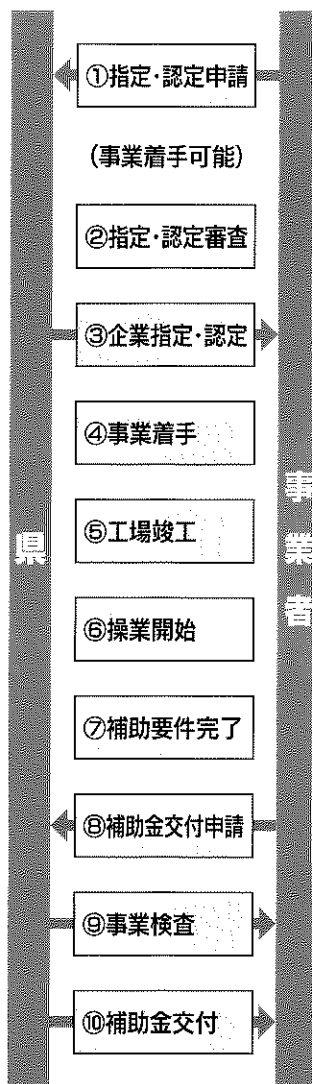 ①指定・認定申請
(事業着手可能)
②指定・認定審査
③企業指定・認定
④事業着手
⑤工場竣工
⑥操業開始
⑦補助要件完了
⑧補助金交付申請
⑨事業検査
⑩補助金交付
県
事業者